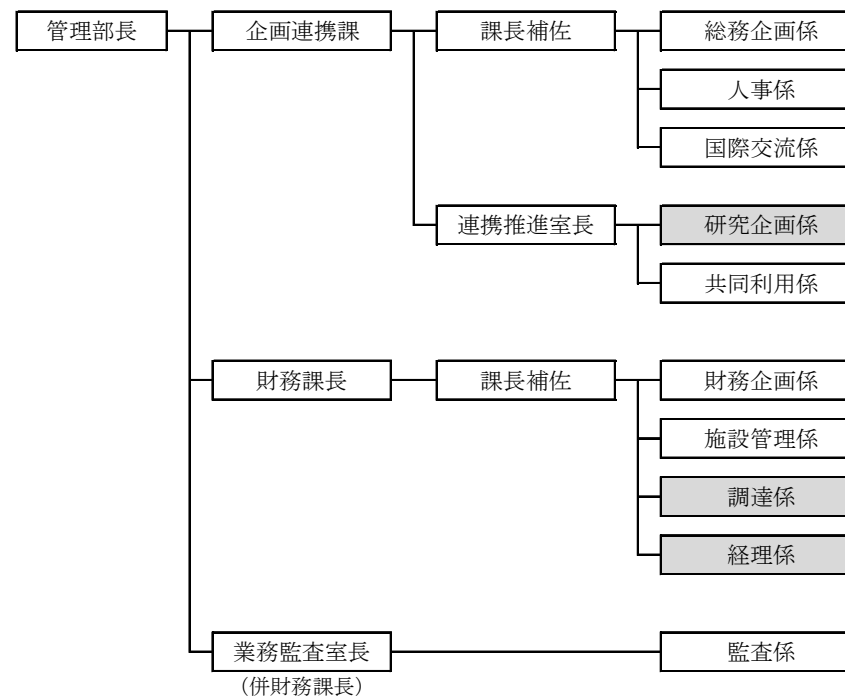 管理部長
企画連携課
課長補佐
総務企画係
人事係
国際交流係
連携推進室長
研究企画係
共同利用係
財務課長
課長補佐
財務企画係
施設管理係
調達係
経理係
業務監査室長
(併財務課長)
監査係